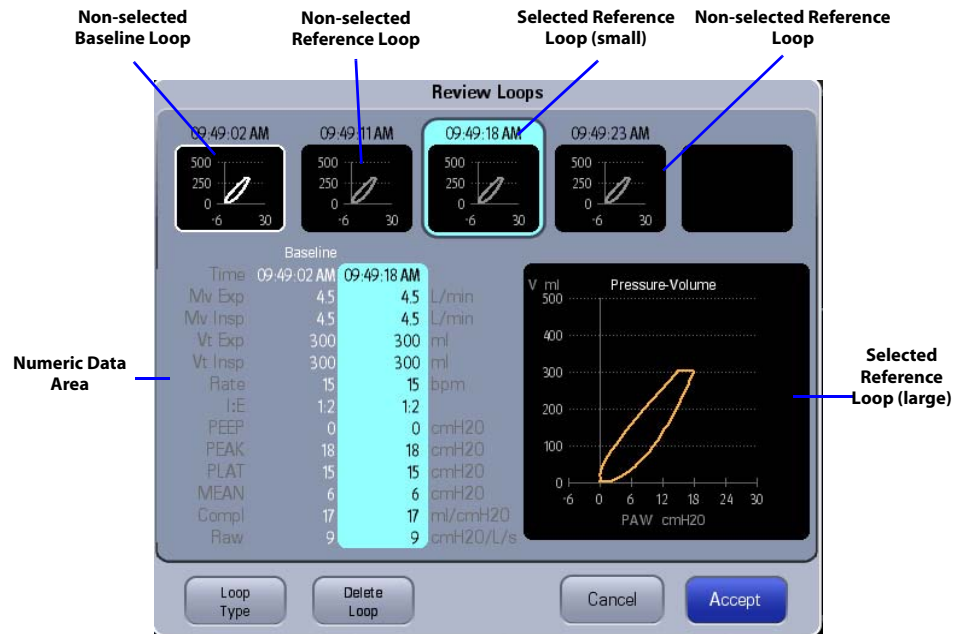 Non-selected
Baseline Loop
Non-selected
Reference Loop
Selected Reference
Loop (small)
Non-selected Reference
Loop
Review Loops
09:49:02 AM
09:49:11 AM
09:49:18 AM
09:49:23 AM
500
250
0
-6 30
500
250
0
-6 30
500
250
0
-6 30
500
250
0
-6 30
Baseline
Time 09:49:02 AM 09:49:18 AM
Mv Exp 4.5 4.5 L/min
Mv Insp 4.5 4.5 L/min
Vt Exp 300 300 ml
Vt Insp 300 300 ml
Rate 15 15 bpm
I:E 1:2 1:2
PEEP 0 0 cmH20
PEAK 18 18 cmH20
PLAT 15 15 cmH20
MEAN 6 6 cmH20
Compl 17 17 ml/cmH20
Raw 9 9 cmH20/L/s
V ml Pressure-Volume
500
400
300
200
100
0
-6 0 6 12 18 24 30
PAW cmH20
Numeric Data
Area
Selected
Reference
Loop (large)
Loop
Type
Delete
Loop
Cancel
Accept